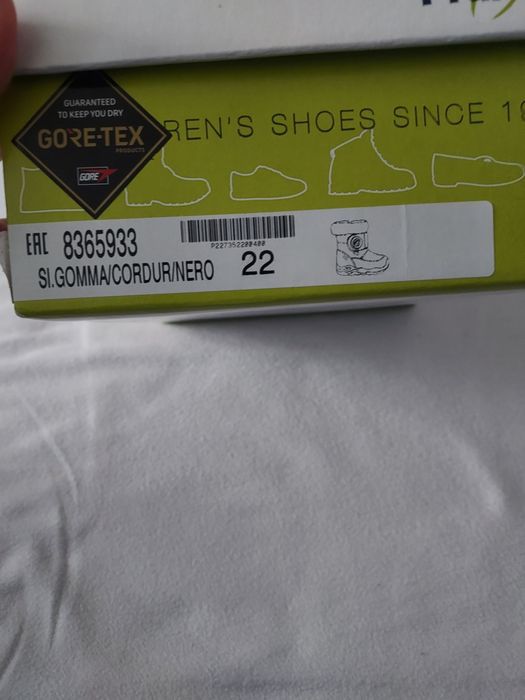 GUARANTEED
TO KEEP YOU DRY
GORE-TEX
PRODUCTS
GORE
REN'S SHOES SINCE
EAC 8365933
P227352200400
SI.GOMMA/CORDUR/NERO 22